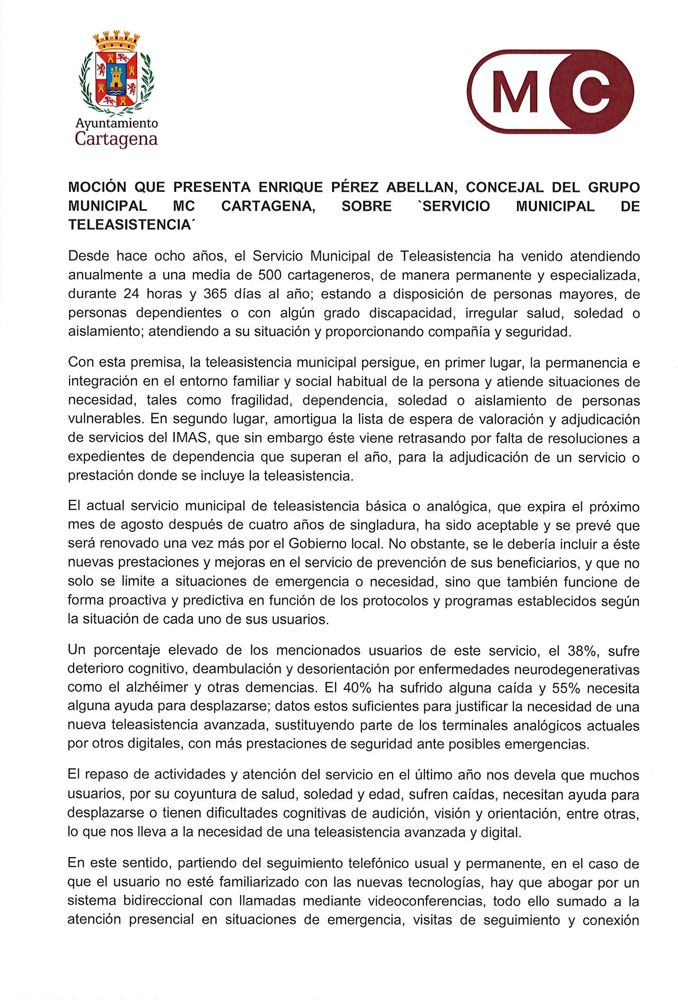 Ayuntamiento
Cartagena
MC
MOCIÓN QUE PRESENTA ENRIQUE PÉREZ ABELLAN, CONCEJAL DEL GRUPO
MUNICIPAL MC CARTAGENA, SOBRE `SERVICIO MUNICIPAL DE
TELEASISTENCIA´
Desde hace ocho años, el Servicio Municipal de Teleasistencia ha venido atendiendo
anualmente a una media de 500 cartageneros, de manera permanente y especializada,
durante 24 horas y 365 días al año; estando a disposición de personas mayores, de
personas dependientes o con algún grado discapacidad, irregular salud, soledad o
aislamiento; atendiendo a su situación y proporcionando compañía y seguridad.
Con esta premisa, la teleasistencia municipal persigue, en primer lugar, la permanencia e
integración en el entorno familiar y social habitual de la persona y atiende situaciones de
necesidad, tales como fragilidad, dependencia, soledad o aislamiento de personas
vulnerables. En segundo lugar, amortigua la lista de espera de valoración y adjudicación
de servicios del IMAS, que sin embargo éste viene retrasando por falta de resoluciones a
expedientes de dependencia que superan el año, para la adjudicación de un servicio o
prestación donde se incluye la teleasistencia.
El actual servicio municipal de teleasistencia básica o analógica, que expira el próximo
mes de agosto después de cuatro años de singladura, ha sido aceptable y se prevé que
será renovado una vez más por el Gobierno local. No obstante, se le debería incluir a éste
nuevas prestaciones y mejoras en el servicio de prevención de sus beneficiarios, y que no
solo se limite a situaciones de emergencia o necesidad, sino que también funcione de
forma proactiva y predictiva en función de los protocolos y programas establecidos según
la situación de cada uno de sus usuarios.
Un porcentaje elevado de los mencionados usuarios de este servicio, el 38%, sufre
deterioro cognitivo, deambulación y desorientación por enfermedades neurodegenerativas
como el alzhéimer y otras demencias. El 40% ha sufrido alguna caída y 55% necesita
alguna ayuda para desplazarse; datos estos suficientes para justificar la necesidad de una
nueva teleasistencia avanzada, sustituyendo parte de los terminales analógicos actuales
por otros digitales, con más prestaciones de seguridad ante posibles emergencias.
El repaso de actividades y atención del servicio en el último año nos devela que muchos
usuarios, por su coyuntura de salud, soledad y edad, sufren caídas, necesitan ayuda para
desplazarse o tienen dificultades cognitivas de audición, visión y orientación, entre otras,
lo que nos lleva a la necesidad de una teleasistencia avanzada y digital.
En este sentido, partiendo del seguimiento telefónico usual y permanente, en el caso de
que el usuario no esté familiarizado con las nuevas tecnologías, hay que abogar por un
sistema bidireccional con llamadas mediante videoconferencias, todo ello sumado a la
atención presencial en situaciones de emergencia, visitas de seguimiento y conexión